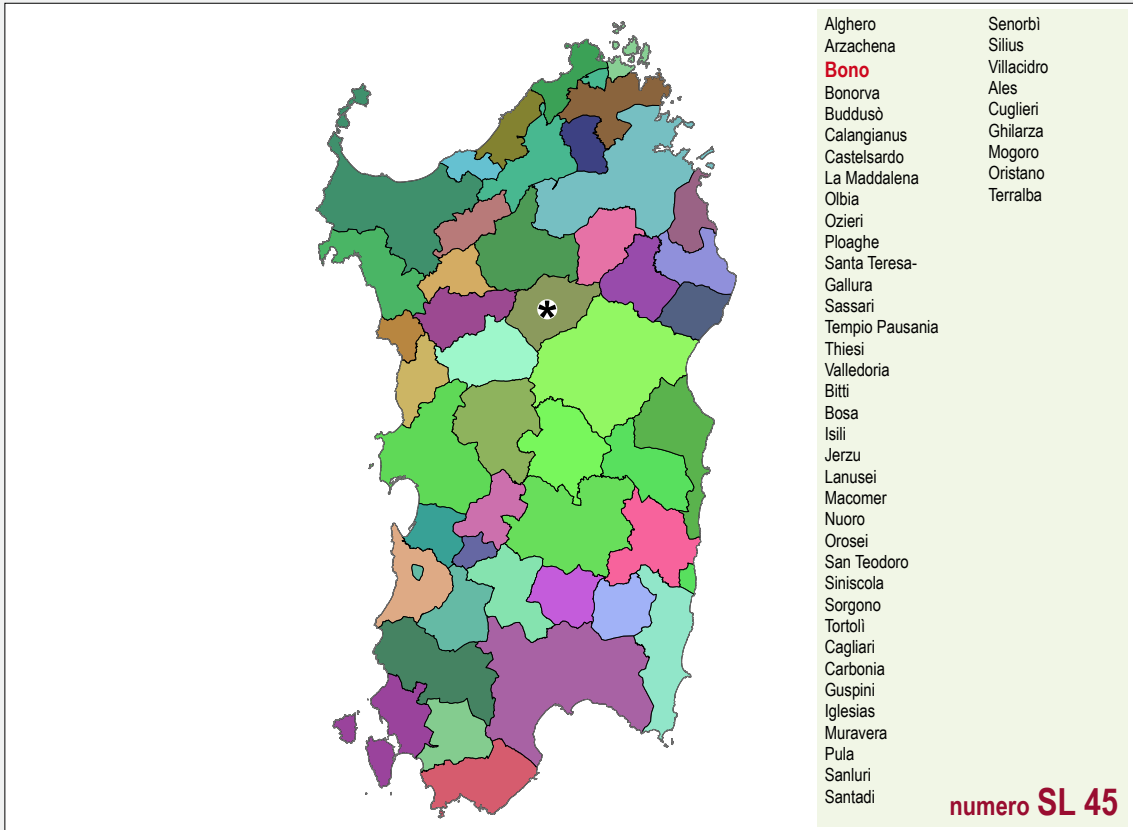 Alghero
Arzachena
Bono
Bonorva
Buddusò
Calangianus
Castelsardo
La Maddalena
Olbia
Ozieri
Ploaghe
Santa Teresa-
Gallura
Sassari
Tempio Pausania
Thiesi
Valledoria
Bitti
Bosa
Isili
Jerzu
Lanusei
Macomer
Nuoro
Orosei
San Teodoro
Siniscola
Sorgono
Tortolì
Cagliari
Carbonia
Guspini
Iglesias
Muravera
Pula
Sanluri
Santadi
Senorbì
Silius
Villacidro
Ales
Cuglieri
Ghilarza
Mogoro
Oristano
Terralba
numero SL 45
*